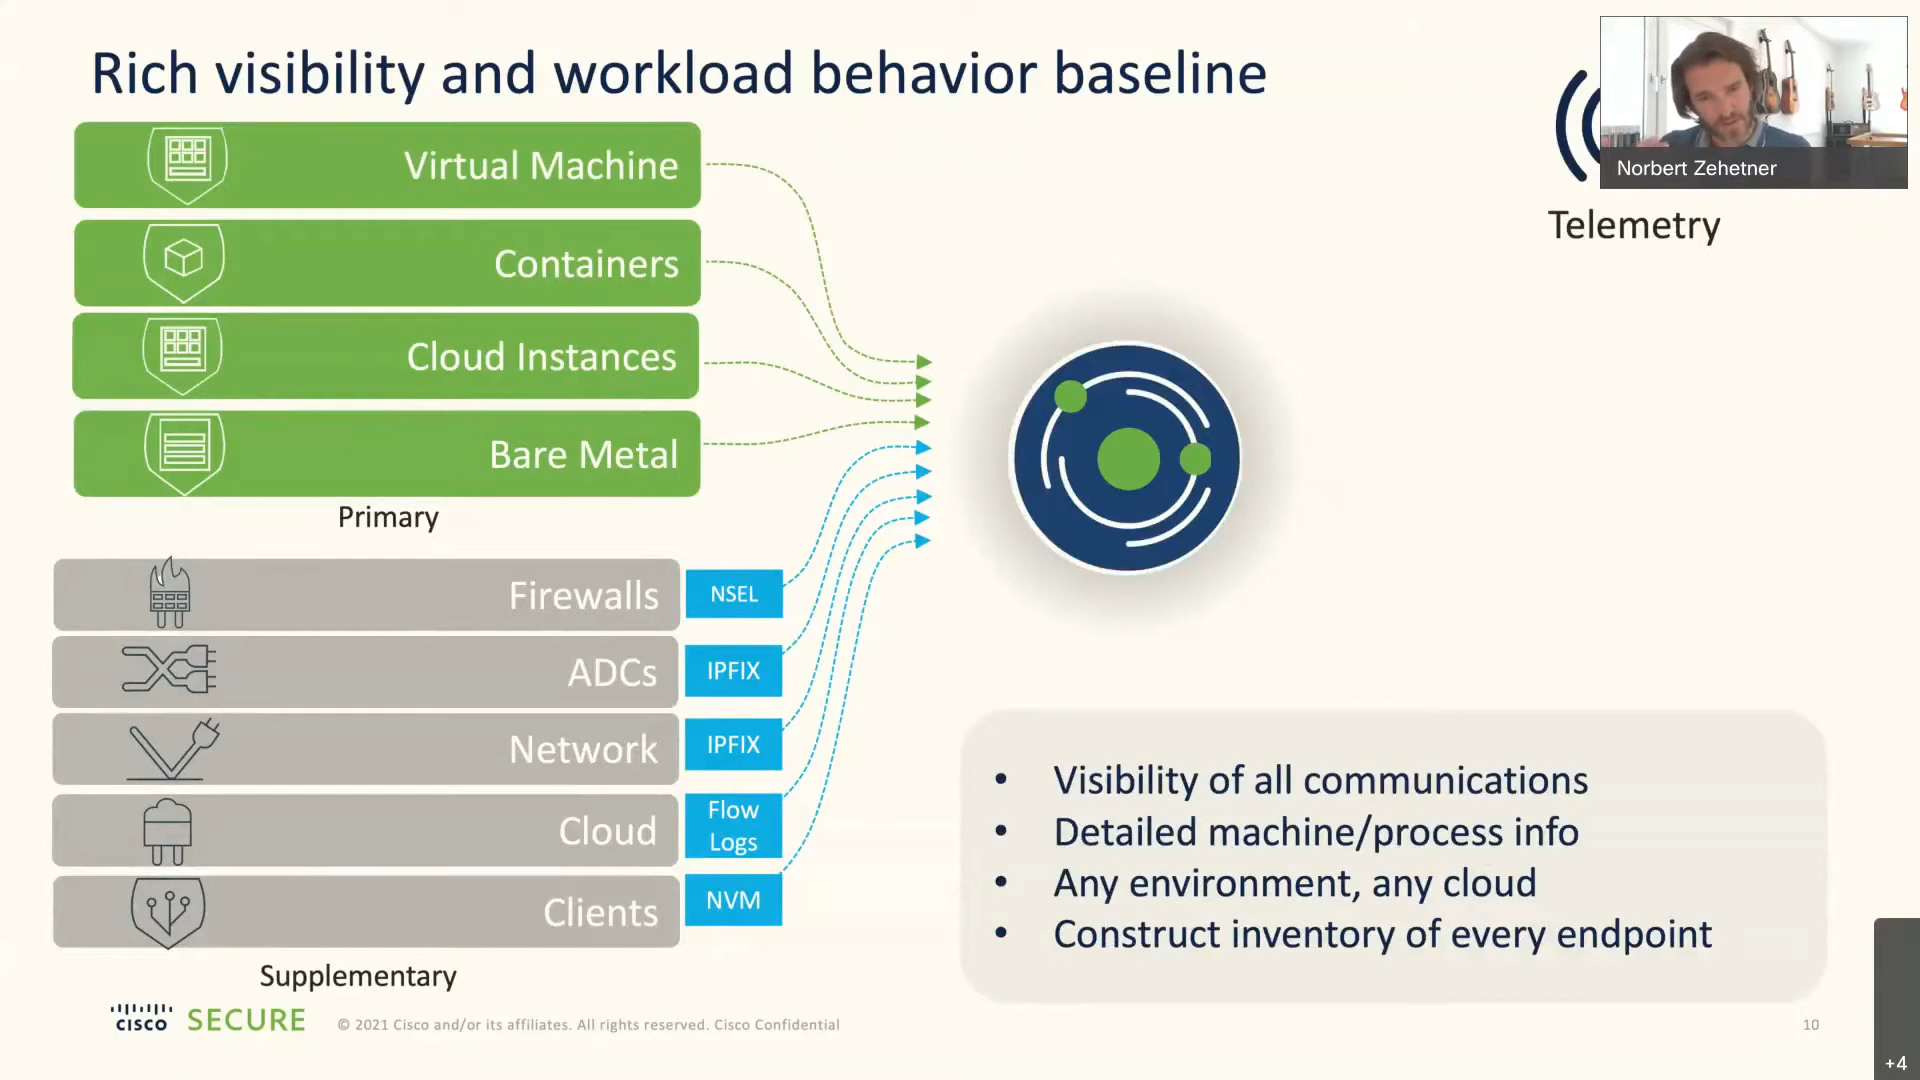 Rich visibility and workload behavior baseline
Norbert Zehetner
Telemetry
Virtual Machine
Containers
Cloud Instances
Bare Metal
Primary
Firewalls
NSEL
ADCs
IPFIX
Network
IPFIX
Cloud
Flow
Logs
Clients
NVM
Supplementary
• Visibility of all communications
• Detailed machine/process info
• Any environment, any cloud
• Construct inventory of every endpoint
CISCO SECURE
© 2021 Cisco and/or its affiliates. All rights reserved. Cisco Confidential
10
+4